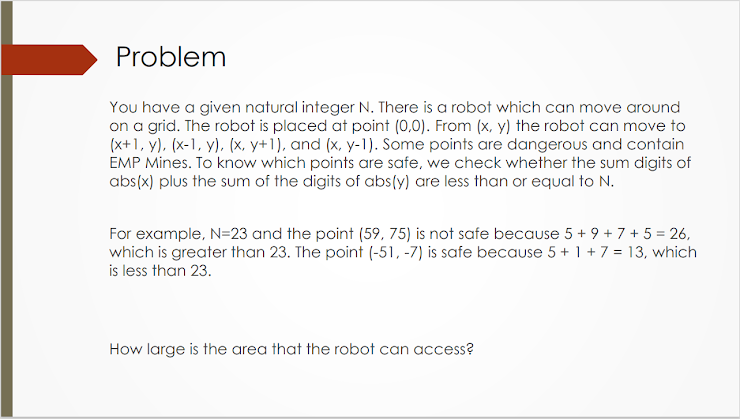 Problem
You have a given natural integer N. There is a robot which can move around
on a grid. The robot is placed at point (0,0). From (x, y) the robot can move to
(x+1, y), (x-1, y), (x, y+1), and (x, y-1). Some points are dangerous and contain
EMP Mines. To know which points are safe, we check whether the sum digits of
abs(x) plus the sum of the digits of abs(y) are less than or equal to N.
For example, N=23 and the point (59, 75) is not safe because 5 + 9 + 7 + 5 = 26,
which is greater than 23. The point (-51, -7) is safe because 5 + 1 + 7 = 13, which
is less than 23.
How large is the area that the robot can access?